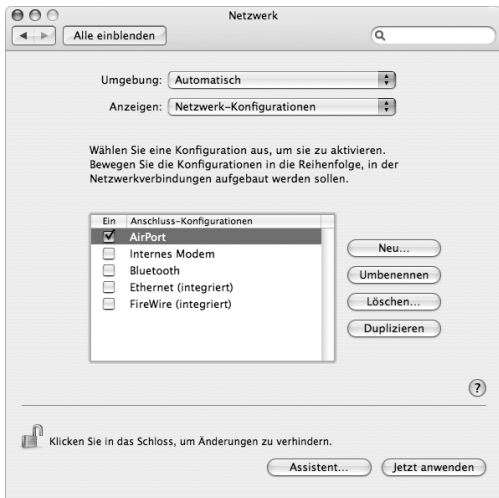 Netzwerk
Alle einblenden
Umgebung: Automatisch
Anzeigen: Netzwerk-Konfigurationen
Wählen Sie eine Konfiguration aus, um sie zu aktivieren.
Bewegen Sie die Konfigurationen in die Reihenfolge, in der
Netzwerkverbindungen aufgebaut werden sollen.
Ein Anschluss-Konfigurationen
AirPort
Internes Modem
Bluetooth
Ethernet (integriert)
FireWire (integriert)
Neu...
Umbenennen
Löschen...
Duplizieren
?
Klicken Sie in das Schloss, um Änderungen zu verhindern.
Assistent... Jetzt anwenden